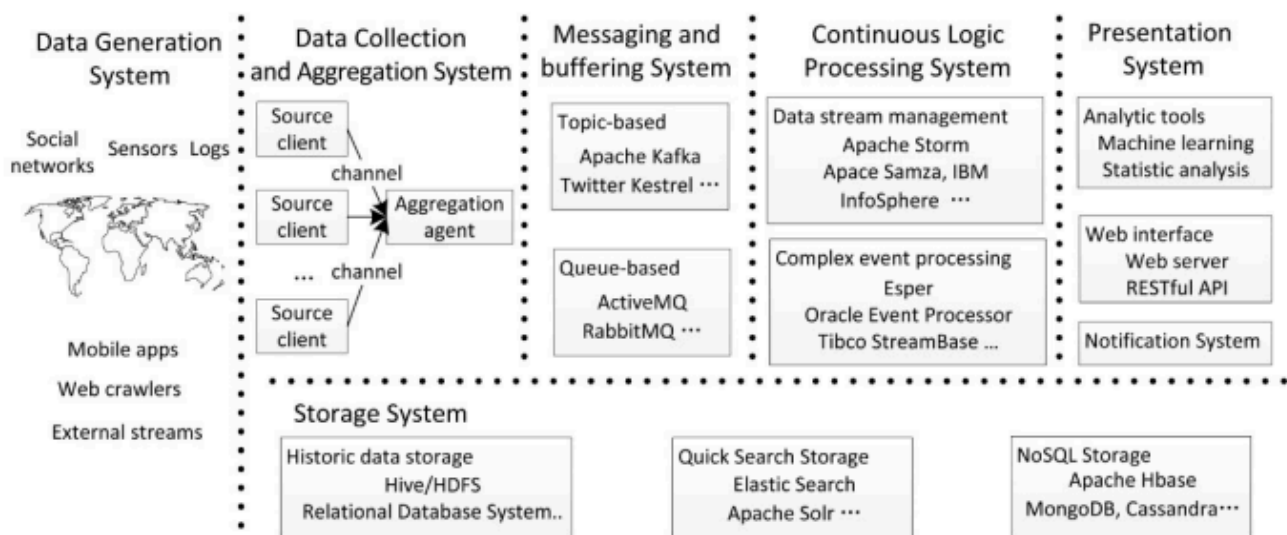 Data Generation
System
Social
networks
Sensors Logs
Mobile apps
Web crawlers
External streams
Data Collection
and Aggregation System
Source
client
channel
Source
client
Aggregation
agent
...
channel
Source
client
Messaging and
buffering System
Topic-based
Apache Kafka
Twitter Kestrel ...
Queue-based
ActiveMQ
RabbitMQ ...
Continuous Logic
Processing System
Data stream management
Apache Storm
Apace Samza, IBM
InfoSphere ...
Complex event processing
Esper
Oracle Event Processor
Tibco StreamBase ...
Presentation
System
Analytic tools
Machine learning
Statistic analysis
Web interface
Web server
RESTful API
Notification System
Storage System
Historic data storage
Hive/HDFS
Relational Database System..
Quick Search Storage
Elastic Search
Apache Solr ...
NoSQL Storage
Apache Hbase
MongoDB, Cassandra...